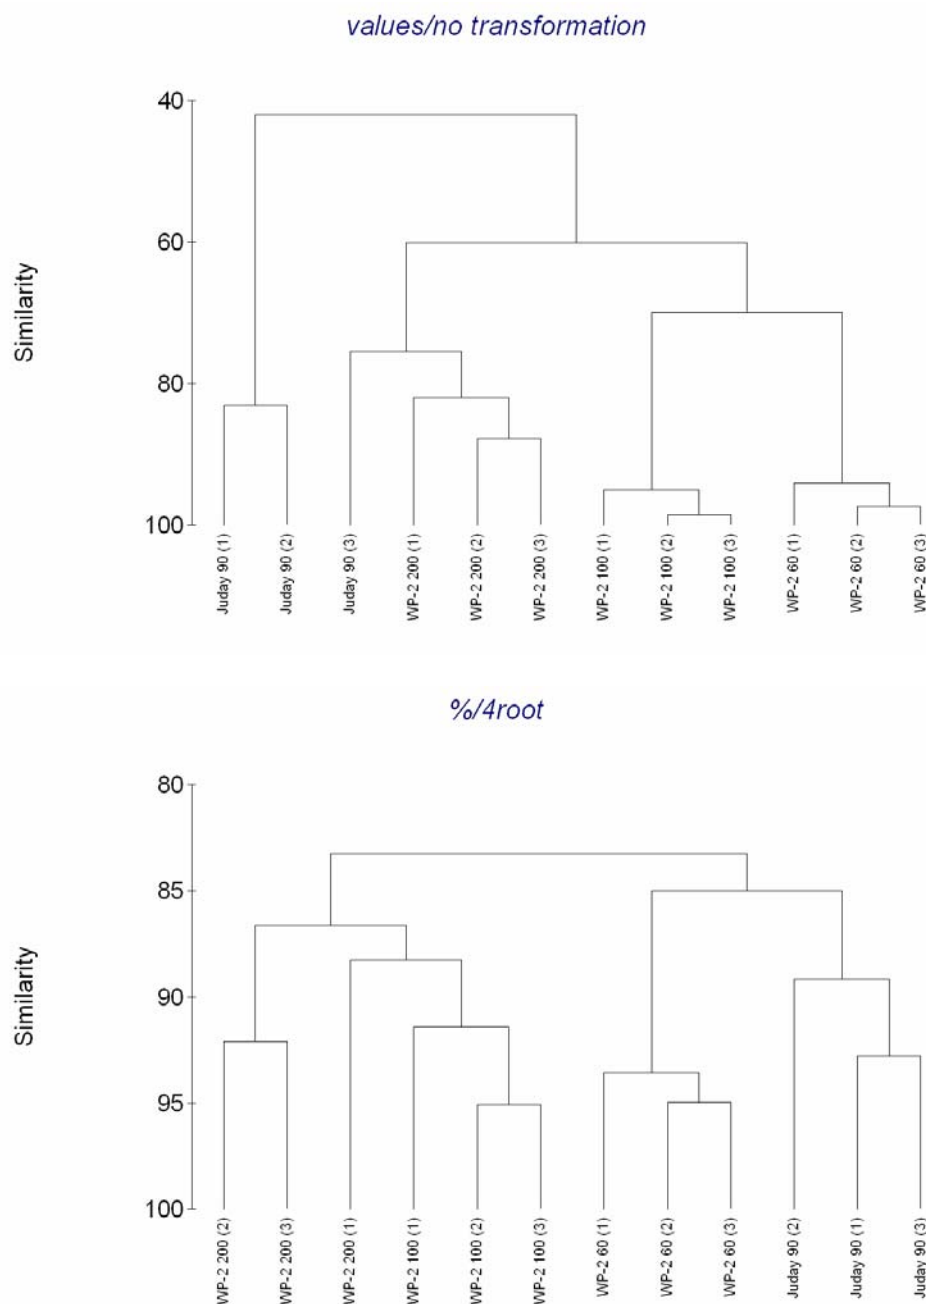 values/no transformation
40
60
80
100
Similarity
Juday 90 (1)
Juday 90 (2)
Juday 90 (3)
WP-2 200 (1)
WP-2 200 (2)
WP-2 200 (3)
WP-2 100 (1)
WP-2 100 (2)
WP-2 100 (3)
WP-2 60 (1)
WP-2 60 (2)
WP-2 60 (3)
%/4root
80
85
90
95
100
Similarity
WP-2 200 (2)
WP-2 200 (3)
WP-2 200 (1)
WP-2 100 (1)
WP-2 100 (2)
WP-2 100 (3)
WP-2 60 (1)
WP-2 60 (2)
WP-2 60 (3)
Juday 90 (2)
Juday 90 (1)
Juday 90 (3)